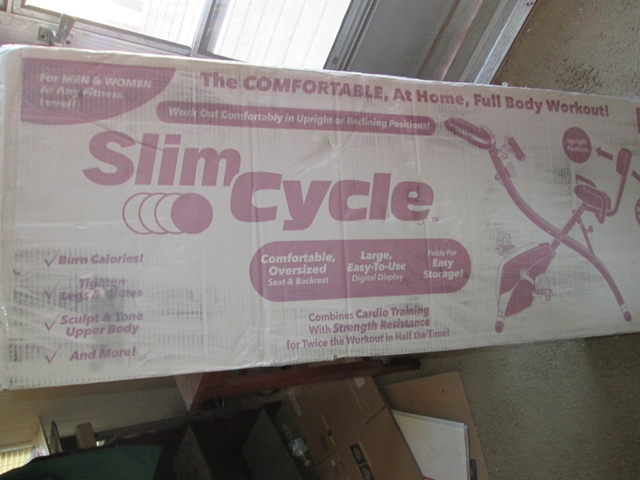 For MEN & WOMEN
At Any Fitness
Level!
The COMFORTABLE, At Home, Full Body Workout!
Work Out Comfortably in Upright or Reclining Positions!
Slim
Cycle™
Burn Calories!
Tighten
Legs & Glutes
Sculpt & Tone
Upper Body
And More!
Comfortable,
Oversized
Seat & Backrest
Large,
Easy-To-Use
Digital Display
Folds For
Easy
Storage!
Combines Cardio Training
With Strength Resistance
for Twice the Workout in Half the Time!
Upright